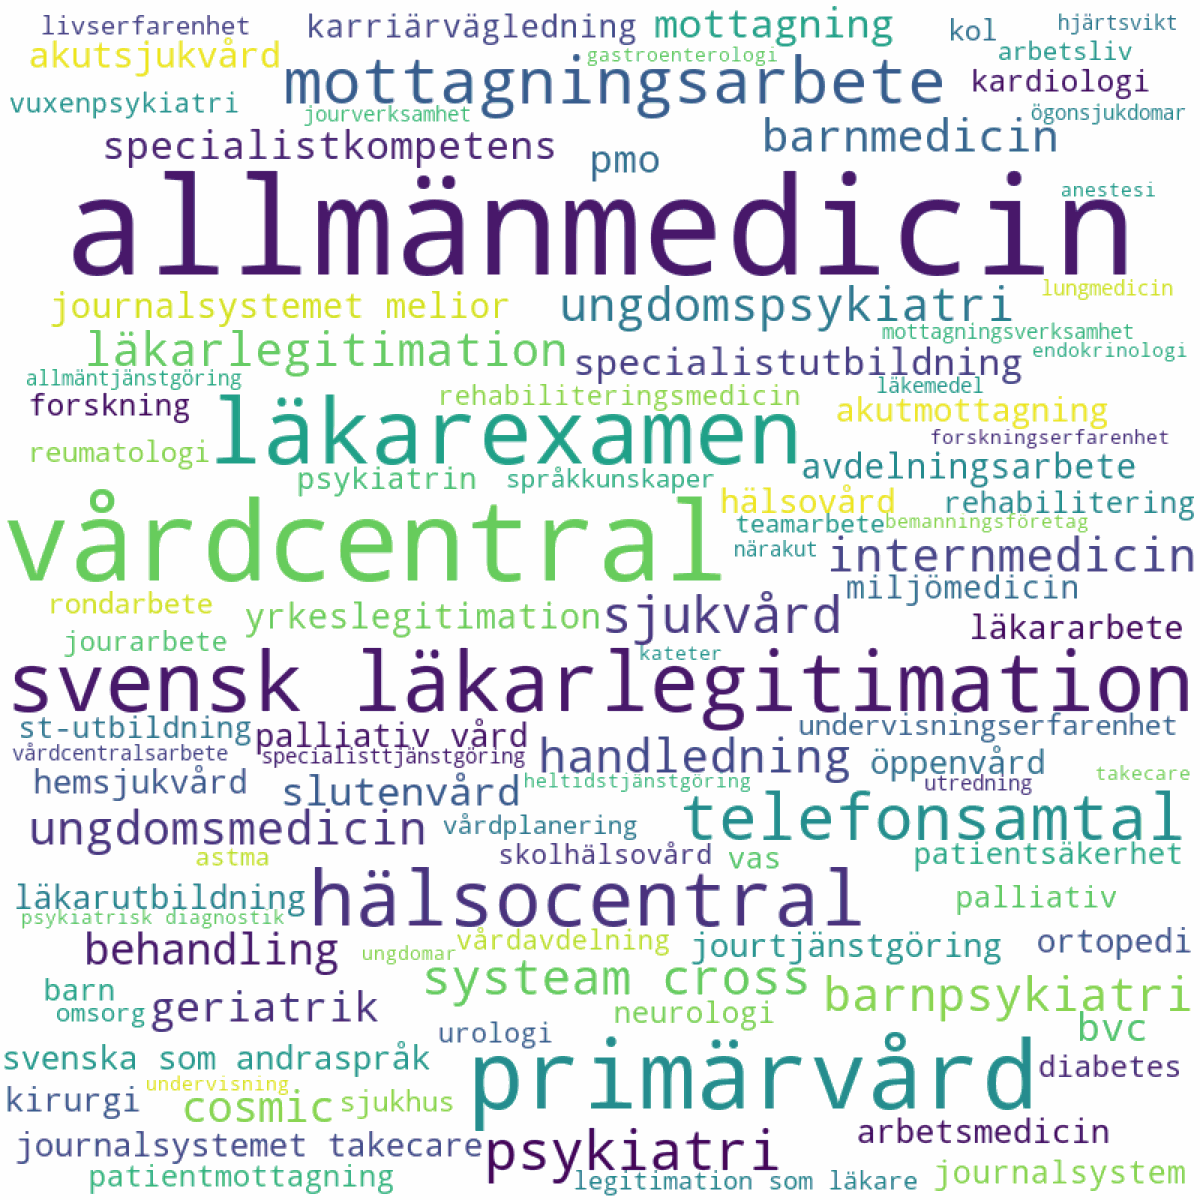 livserfarenhet
karriärvägledning
mottagning
kol
hjärtsvikt
akutsjukvård
gastroenterologi
arbetsliv
mottagningsarbete
kardiologi
vuxenpsykiatri
jourverksamhet
ögonsjukdomar
specialistkompetens
pmo
barnmedicin
allmänmedicin
anestesi
journalsystemet melior
ungdomspsykiatri
lungmedicin
läkarlegitimation
mottagningsverksamhet
specialistutbildning
endokrinologi
allmäntjänstgöring
rehabiliteringsmedicin
läkemedel
forskning
läkarexamen
akutmottagning
forskningserfarenhet
reumatologi
avdelningsarbete
psykiatrin
språkkunskaper
hälsovård
rehabilitering
vårdcentral
teamarbete
bemanningsföretag
närakut
internmedicin
miljömedicin
rondarbete
yrkeslegitimation
sjukvård
läkararbete
jourarbete
kateter
svensk läkarlegitimation
st-utbildning
palliativ vård
undervisningserfarenhet
vårdcentralsarbete
specialisttjänstgöring
handledning
öppenvård
hemsjukvård
slutenvård
heltidstjänstgöring
utredning
takecare
ungdomsmedicin
vårdplanering
telefonsamtal
astma
skolhälsovård
vas
patientsäkerhet
läkarutbildning
hälsocentral
palliativ
psykiatrisk diagnostik
behandling
ungdomar
vårdavdelning
jourtjänstgöring
ortopedi
systeam cross
barn
omsorg
geriatrik
neurologi
barnpsykiatri
urologi
bvc
svenska som andraspråk
primärvård
diabetes
undervisning
kirurgi
cosmic
sjukhus
journalsystemet takecare
psykiatri
arbetsmedicin
patientmottagning
legitimation som läkare
journalsystem